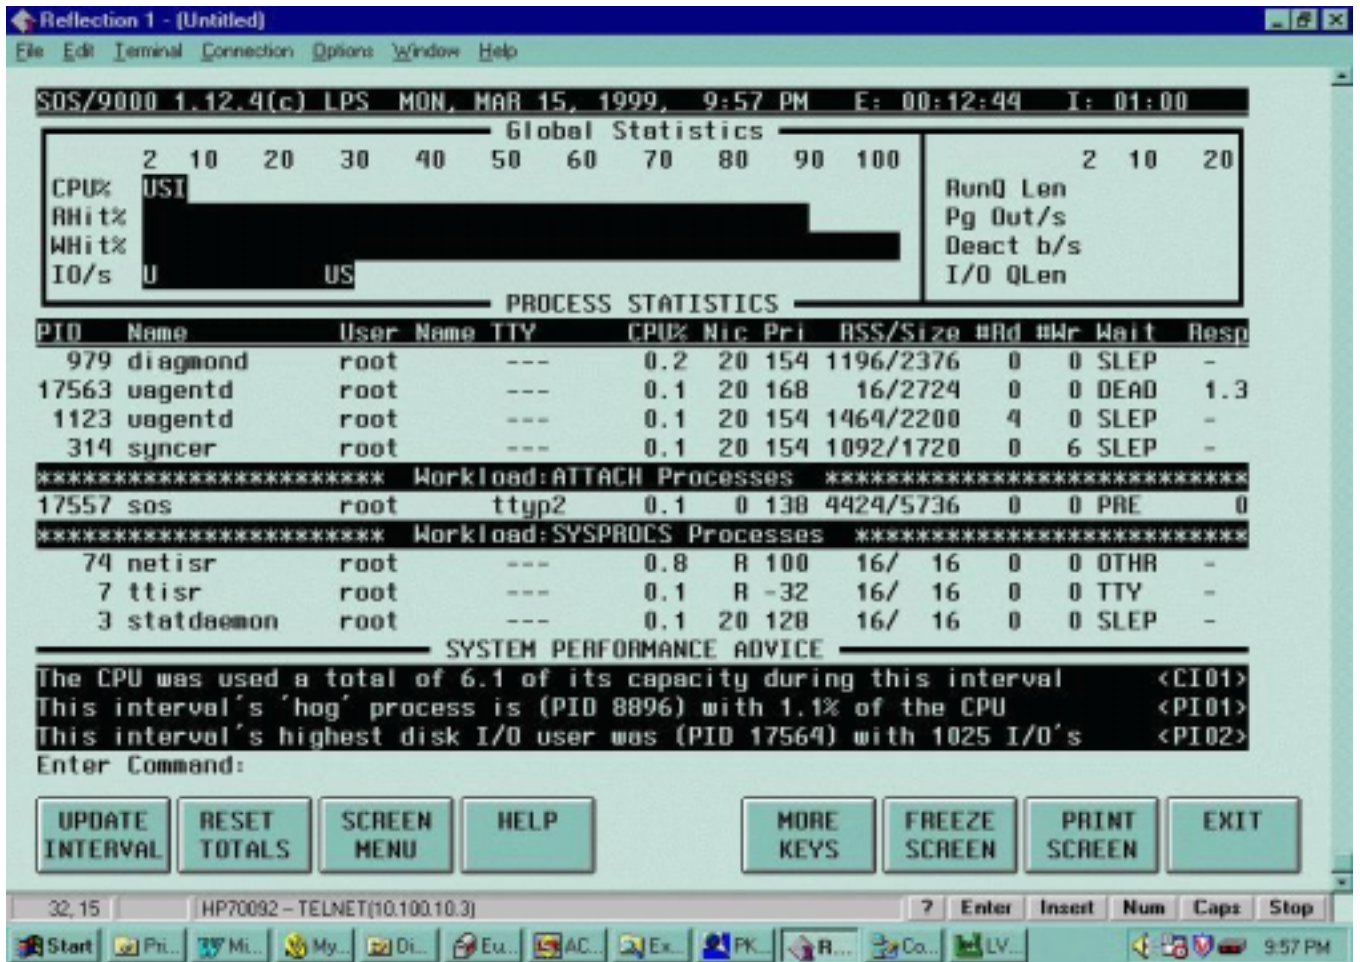 Reflection 1 - (Untitled)
File Edit Terminal Connection Options Window Help
SOS/9000 1.12.4(c) LPS MON, MAR 15, 1999, 9:57 PM E: 00:12:44 I: 01:00
Global Statistics
2 10 20 30 40 50 60 70 80 90 100 2 10 20
CPU% USI RunQ Len
RHit% Pg Out/s
WHit% Deact b/s
IO/s U US I/O QLen
PROCESS STATISTICS
PID Name User Name TTY CPU% Nic Pri RSS/Size #Rd #Wr Wait Resp
979 diagmond root --- 0.2 20 154 1196/2376 0 0 SLEP -
17563 vagentd root --- 0.1 20 168 16/2724 0 0 DEAD 1.3
1123 vagentd root --- 0.1 20 154 1464/2200 4 0 SLEP -
314 syncer root --- 0.1 20 154 1092/1720 0 6 SLEP -
*********************** Workload:ATTACH Processes ****************************
17557 sos root ttyp2 0.1 0 138 4424/5736 0 0 PRE 0
*********************** Workload:SYSPROCS Processes **************************
74 netisr root --- 0.8 R 100 16/ 16 0 0 OTHR -
7 ttisr root --- 0.1 R -32 16/ 16 0 0 TTY -
3 statdaemon root --- 0.1 20 128 16/ 16 0 0 SLEP -
SYSTEM PERFORMANCE ADVICE
The CPU was used a total of 6.1 of its capacity during this interval <CI01>
This interval's 'hog' process is (PID 8896) with 1.1% of the CPU <PI01>
This interval's highest disk I/O user was (PID 17564) with 1025 I/O's <PI02>
Enter Command:
UPDATE INTERVAL
RESET TOTALS
SCREEN MENU
HELP
MORE KEYS
FREEZE SCREEN
PRINT SCREEN
EXIT
32, 15 HP70092 – TELNET(10.100.10.3) ? Enter Insert Num Caps Stop
Start Pri... Mi... My... Di... Eu... AC... Ex... PK... R... Co... LV... 9:57 PM